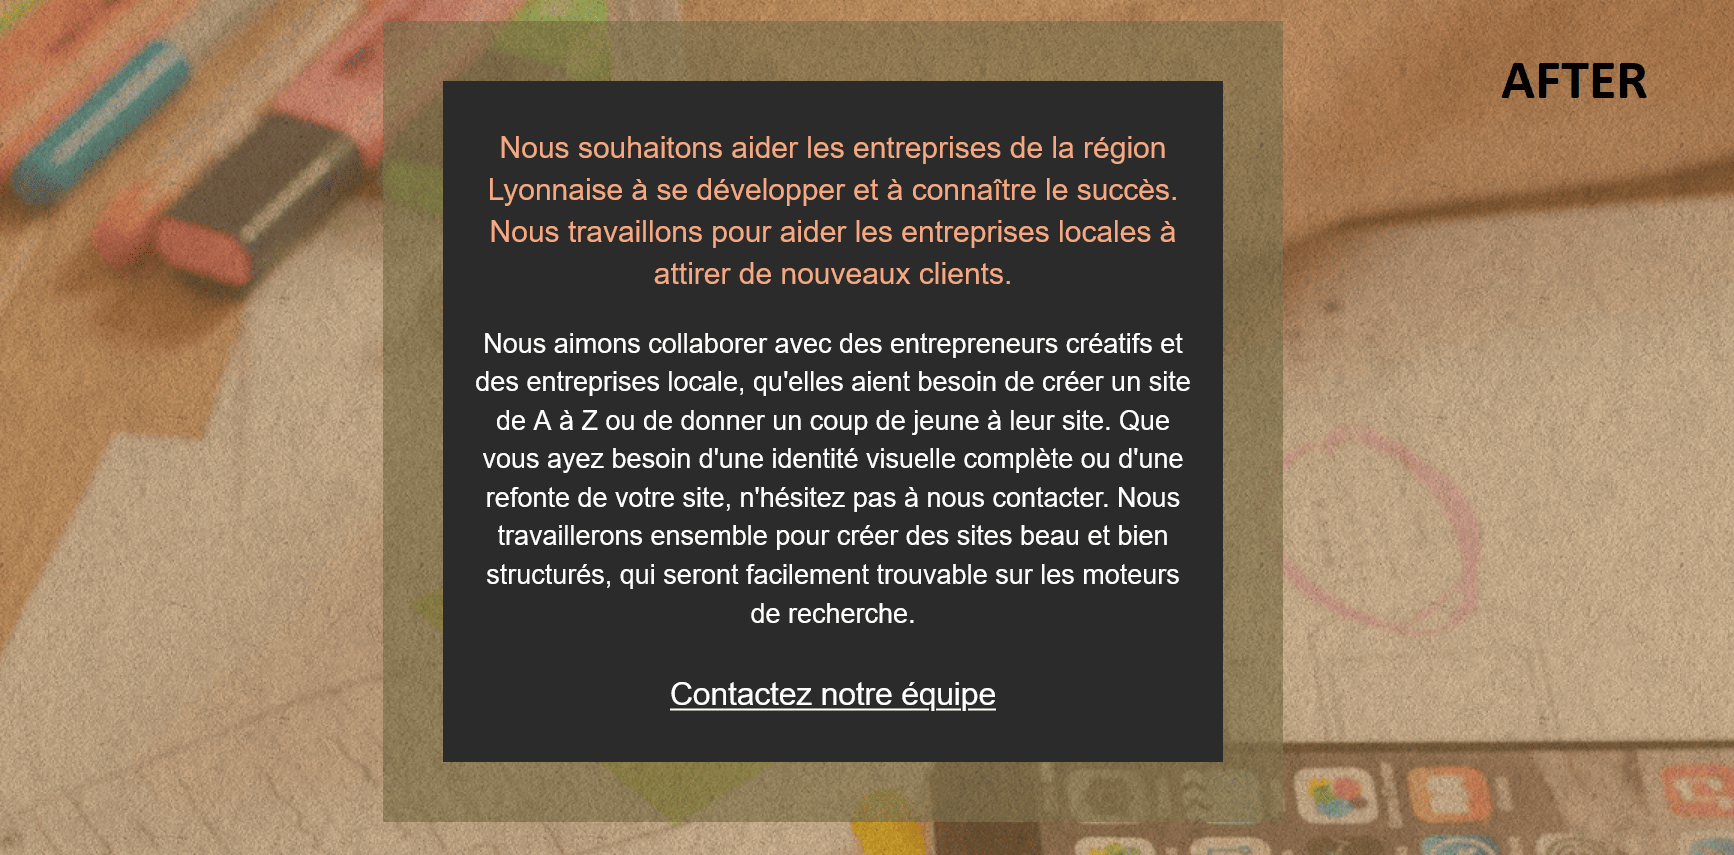 AFTER
Nous souhaitons aider les entreprises de la région
Lyonnaise à se développer et à connaître le succès.
Nous travaillons pour aider les entreprises locales à
attirer de nouveaux clients.
Nous aimons collaborer avec des entrepreneurs créatifs et
des entreprises locale, qu'elles aient besoin de créer un site
de A à Z ou de donner un coup de jeune à leur site. Que
vous ayez besoin d'une identité visuelle complète ou d'une
refonte de votre site, n'hésitez pas à nous contacter. Nous
travaillerons ensemble pour créer des sites beau et bien
structurés, qui seront facilement trouvable sur les moteurs
de recherche.
Contactez notre équipe